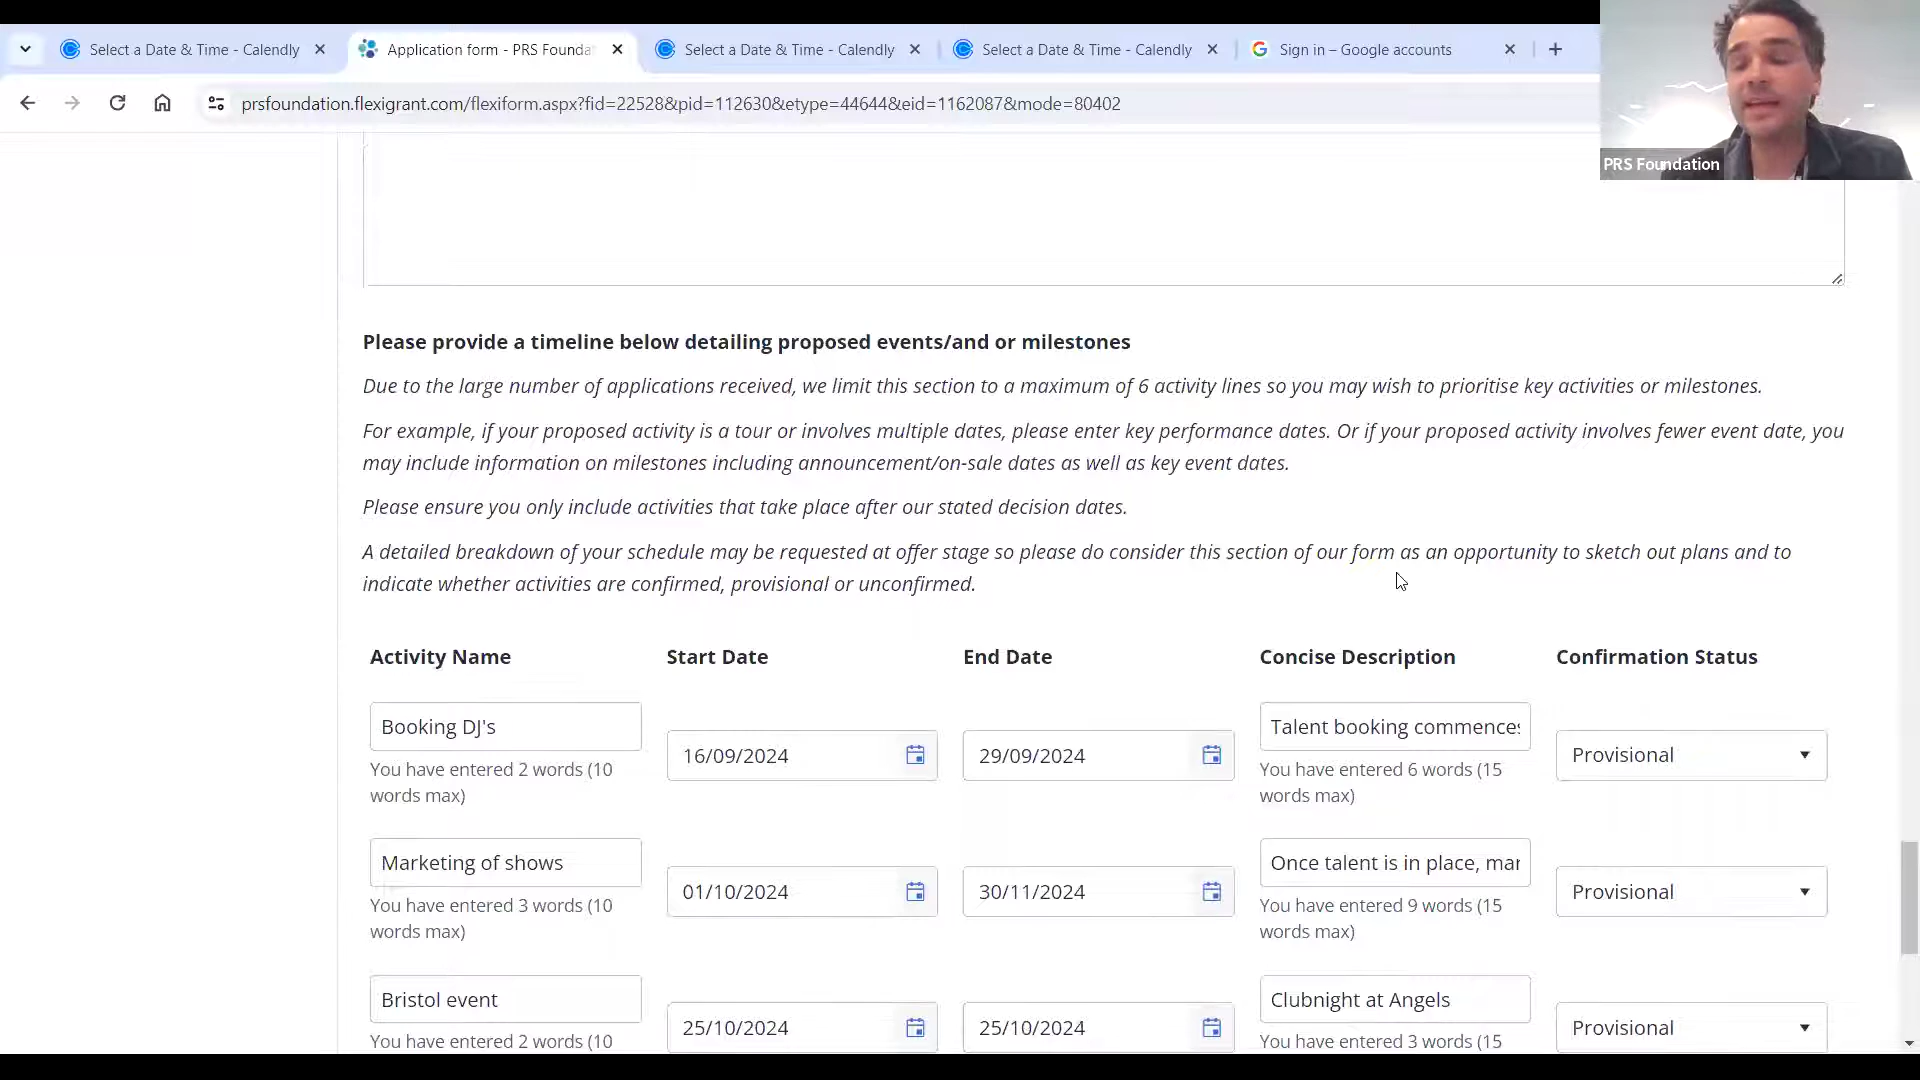 Select a Date & Time - Calendly
Application form - PRS Founda
Select a Date & Time - Calendly
Select a Date & Time - Calendly
Sign in – Google accounts
prsfoundation.flexigrant.com/flexiform.aspx?fid=22528&pid=112630&etype=44644&eid=1162087&mode=80402
PRS Foundation
Please provide a timeline below detailing proposed events/and or milestones
Due to the large number of applications received, we limit this section to a maximum of 6 activity lines so you may wish to prioritise key activities or milestones.
For example, if your proposed activity is a tour or involves multiple dates, please enter key performance dates. Or if your proposed activity involves fewer event date, you
may include information on milestones including announcement/on-sale dates as well as key event dates.
Please ensure you only include activities that take place after our stated decision dates.
A detailed breakdown of your schedule may be requested at offer stage so please do consider this section of our form as an opportunity to sketch out plans and to
indicate whether activities are confirmed, provisional or unconfirmed.
Activity Name Start Date End Date Concise Description Confirmation Status
Booking DJ's 16/09/2024 29/09/2024 Talent booking commences Provisional
You have entered 2 words (10 You have entered 6 words (15
words max) words max)
Marketing of shows 01/10/2024 30/11/2024 Once talent is in place, mar Provisional
You have entered 3 words (10 You have entered 9 words (15
words max) words max)
Bristol event 25/10/2024 25/10/2024 Clubnight at Angels Provisional
You have entered 2 words (10 You have entered 3 words (15